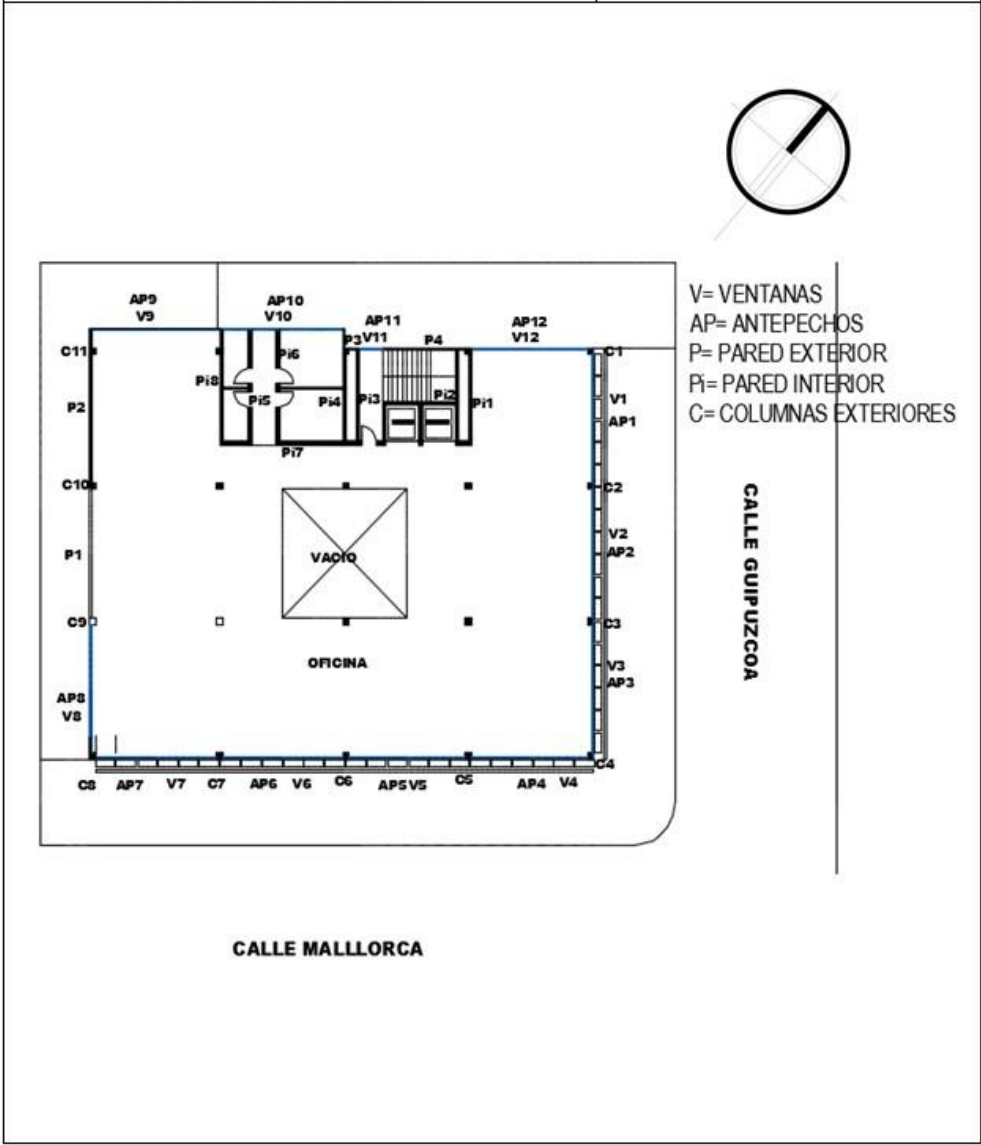 V= VENTANAS
AP= ANTEPECHOS
P= PARED EXTERIOR
Pi= PARED INTERIOR
C= COLUMNAS EXTERIORES
AP9
V9
AP10
V10
AP11
V11
P3
P4
AP12
V12
C11
C1
Pi6
Pi8
P2
Pi5
Pi4
Pi3
Pi2
Pi1
V1
AP1
Pi7
C10
C2
P1
VACIO
V2
AP2
CALLE GUIPUZCOA
C9
C3
OFICINA
V3
AP3
AP8
V8
C4
C8 AP7 V7 C7 AP6 V6 C6 AP5 V5 C5 AP4 V4
CALLE MALLLORCA